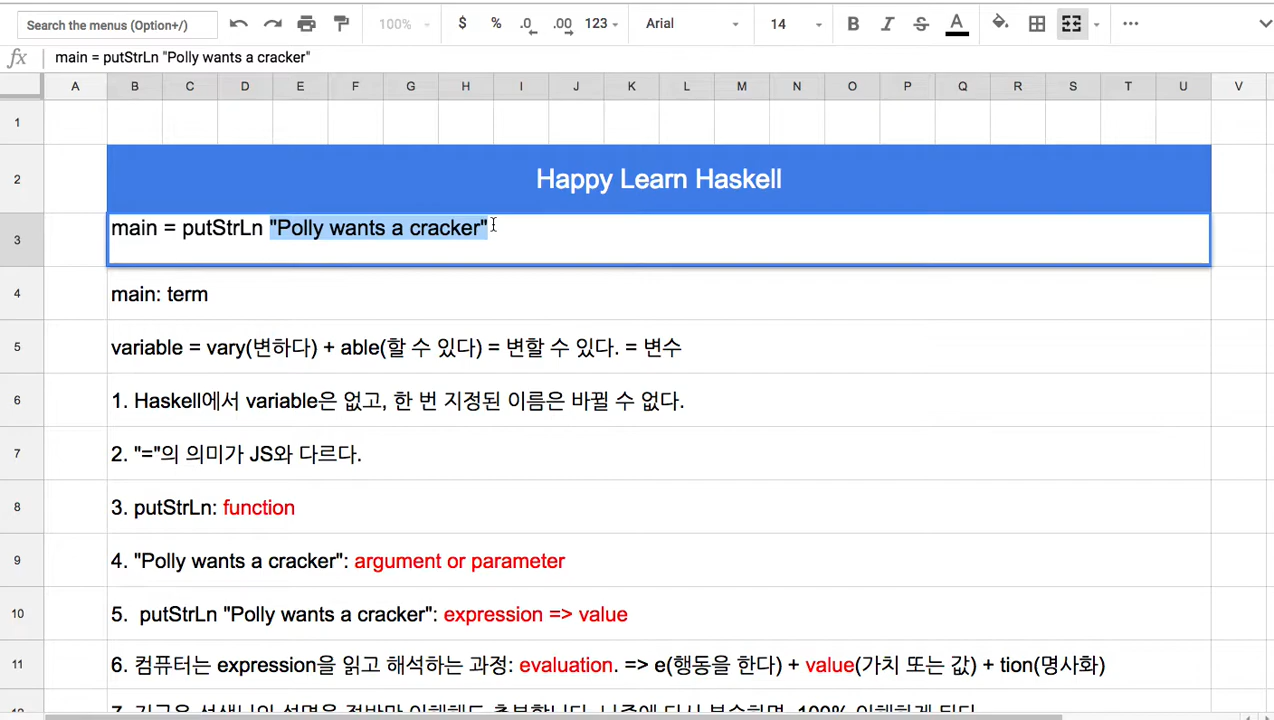 Search the menus (Option+/)
100%
$ % .0 .00 123
Arial
14
B I S A
fx main = putStrLn "Polly wants a cracker"
A B C D E F G H I J K L M N O P Q R S T U V
1
2 Happy Learn Haskell
3 main = putStrLn "Polly wants a cracker"
4 main: term
5 variable = vary(변하다) + able(할 수 있다) = 변할 수 있다. = 변수
6 1. Haskell에서 variable은 없고, 한 번 지정된 이름은 바뀔 수 없다.
7 2. "="의 의미가 JS와 다르다.
8 3. putStrLn: function
9 4. "Polly wants a cracker": argument or parameter
10 5. putStrLn "Polly wants a cracker": expression => value
11 6. 컴퓨터는 expression을 읽고 해석하는 과정: evaluation. => e(행동을 한다) + value(가치 또는 값) + tion(명사화)